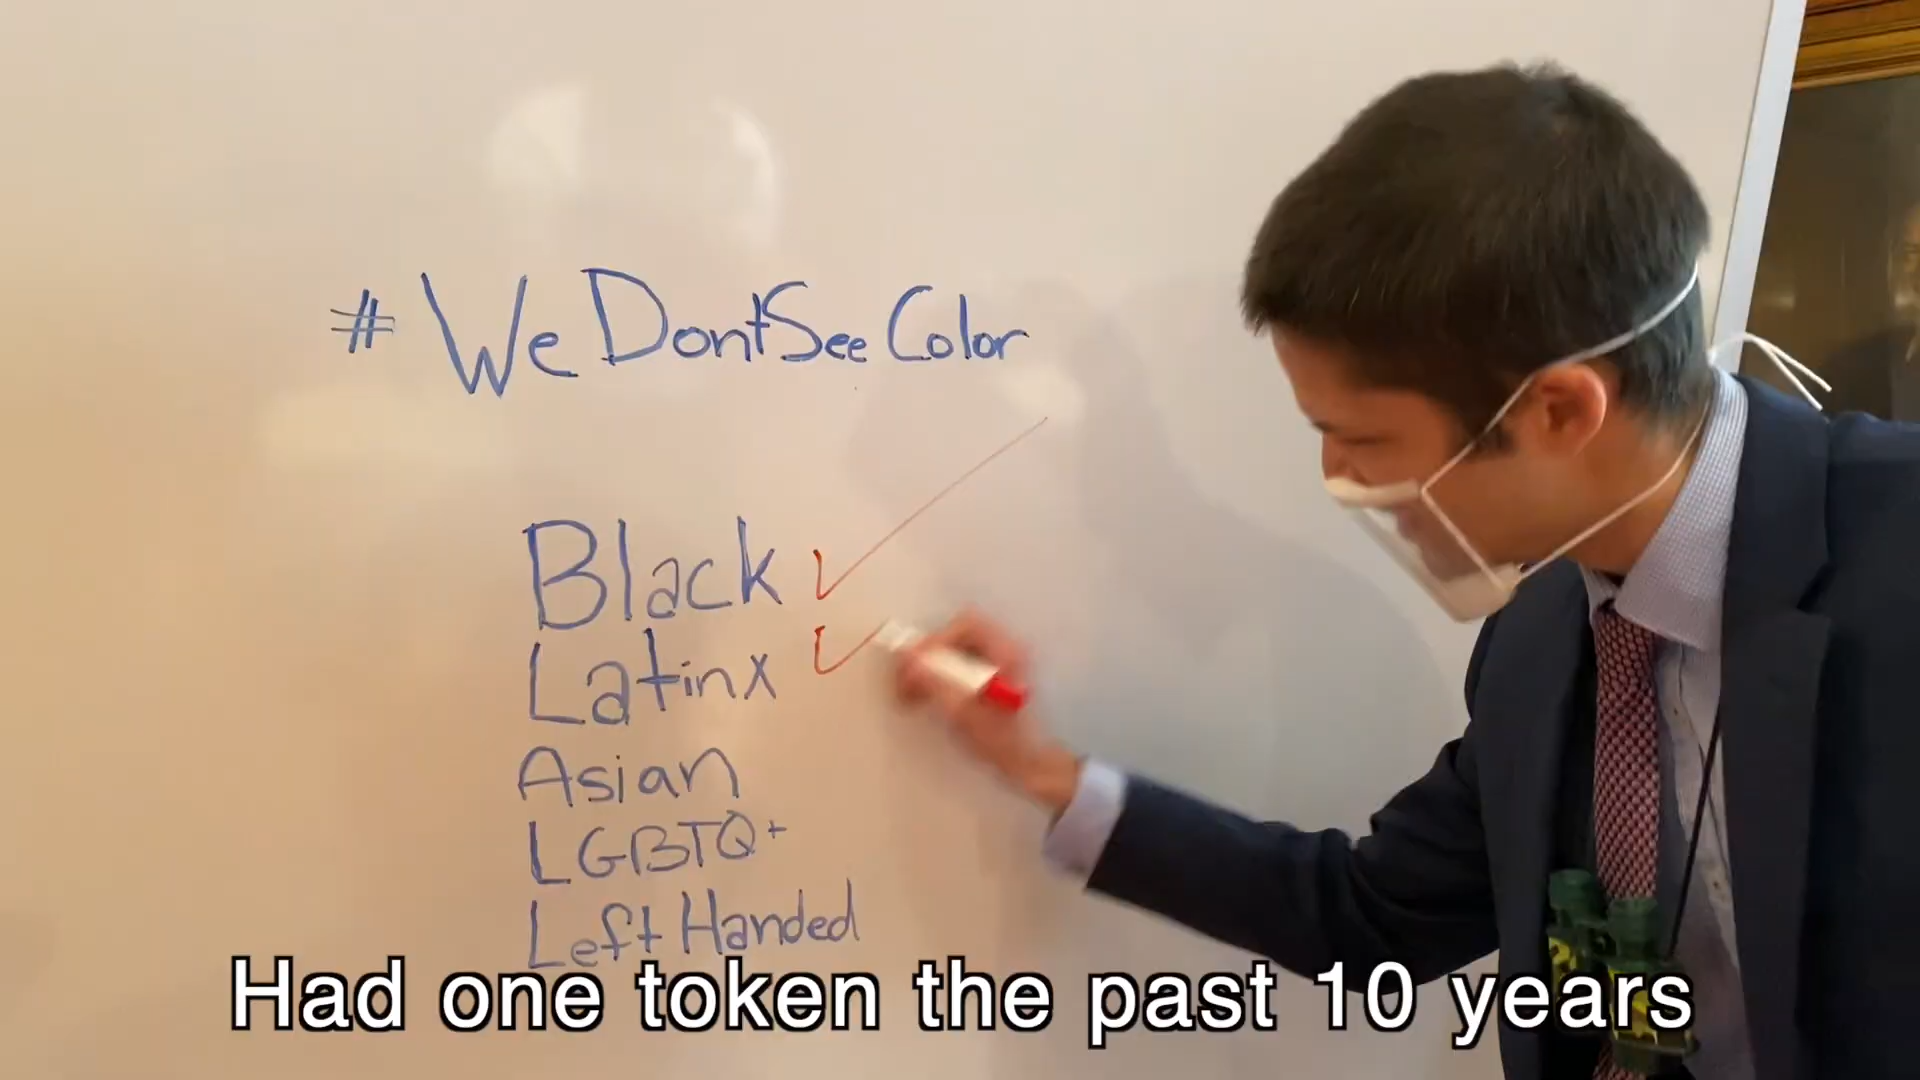 #WeDontSeeColor
Black
Latinx
Asian
LGBTQ+
Left Handed
Had one token the past 10 years